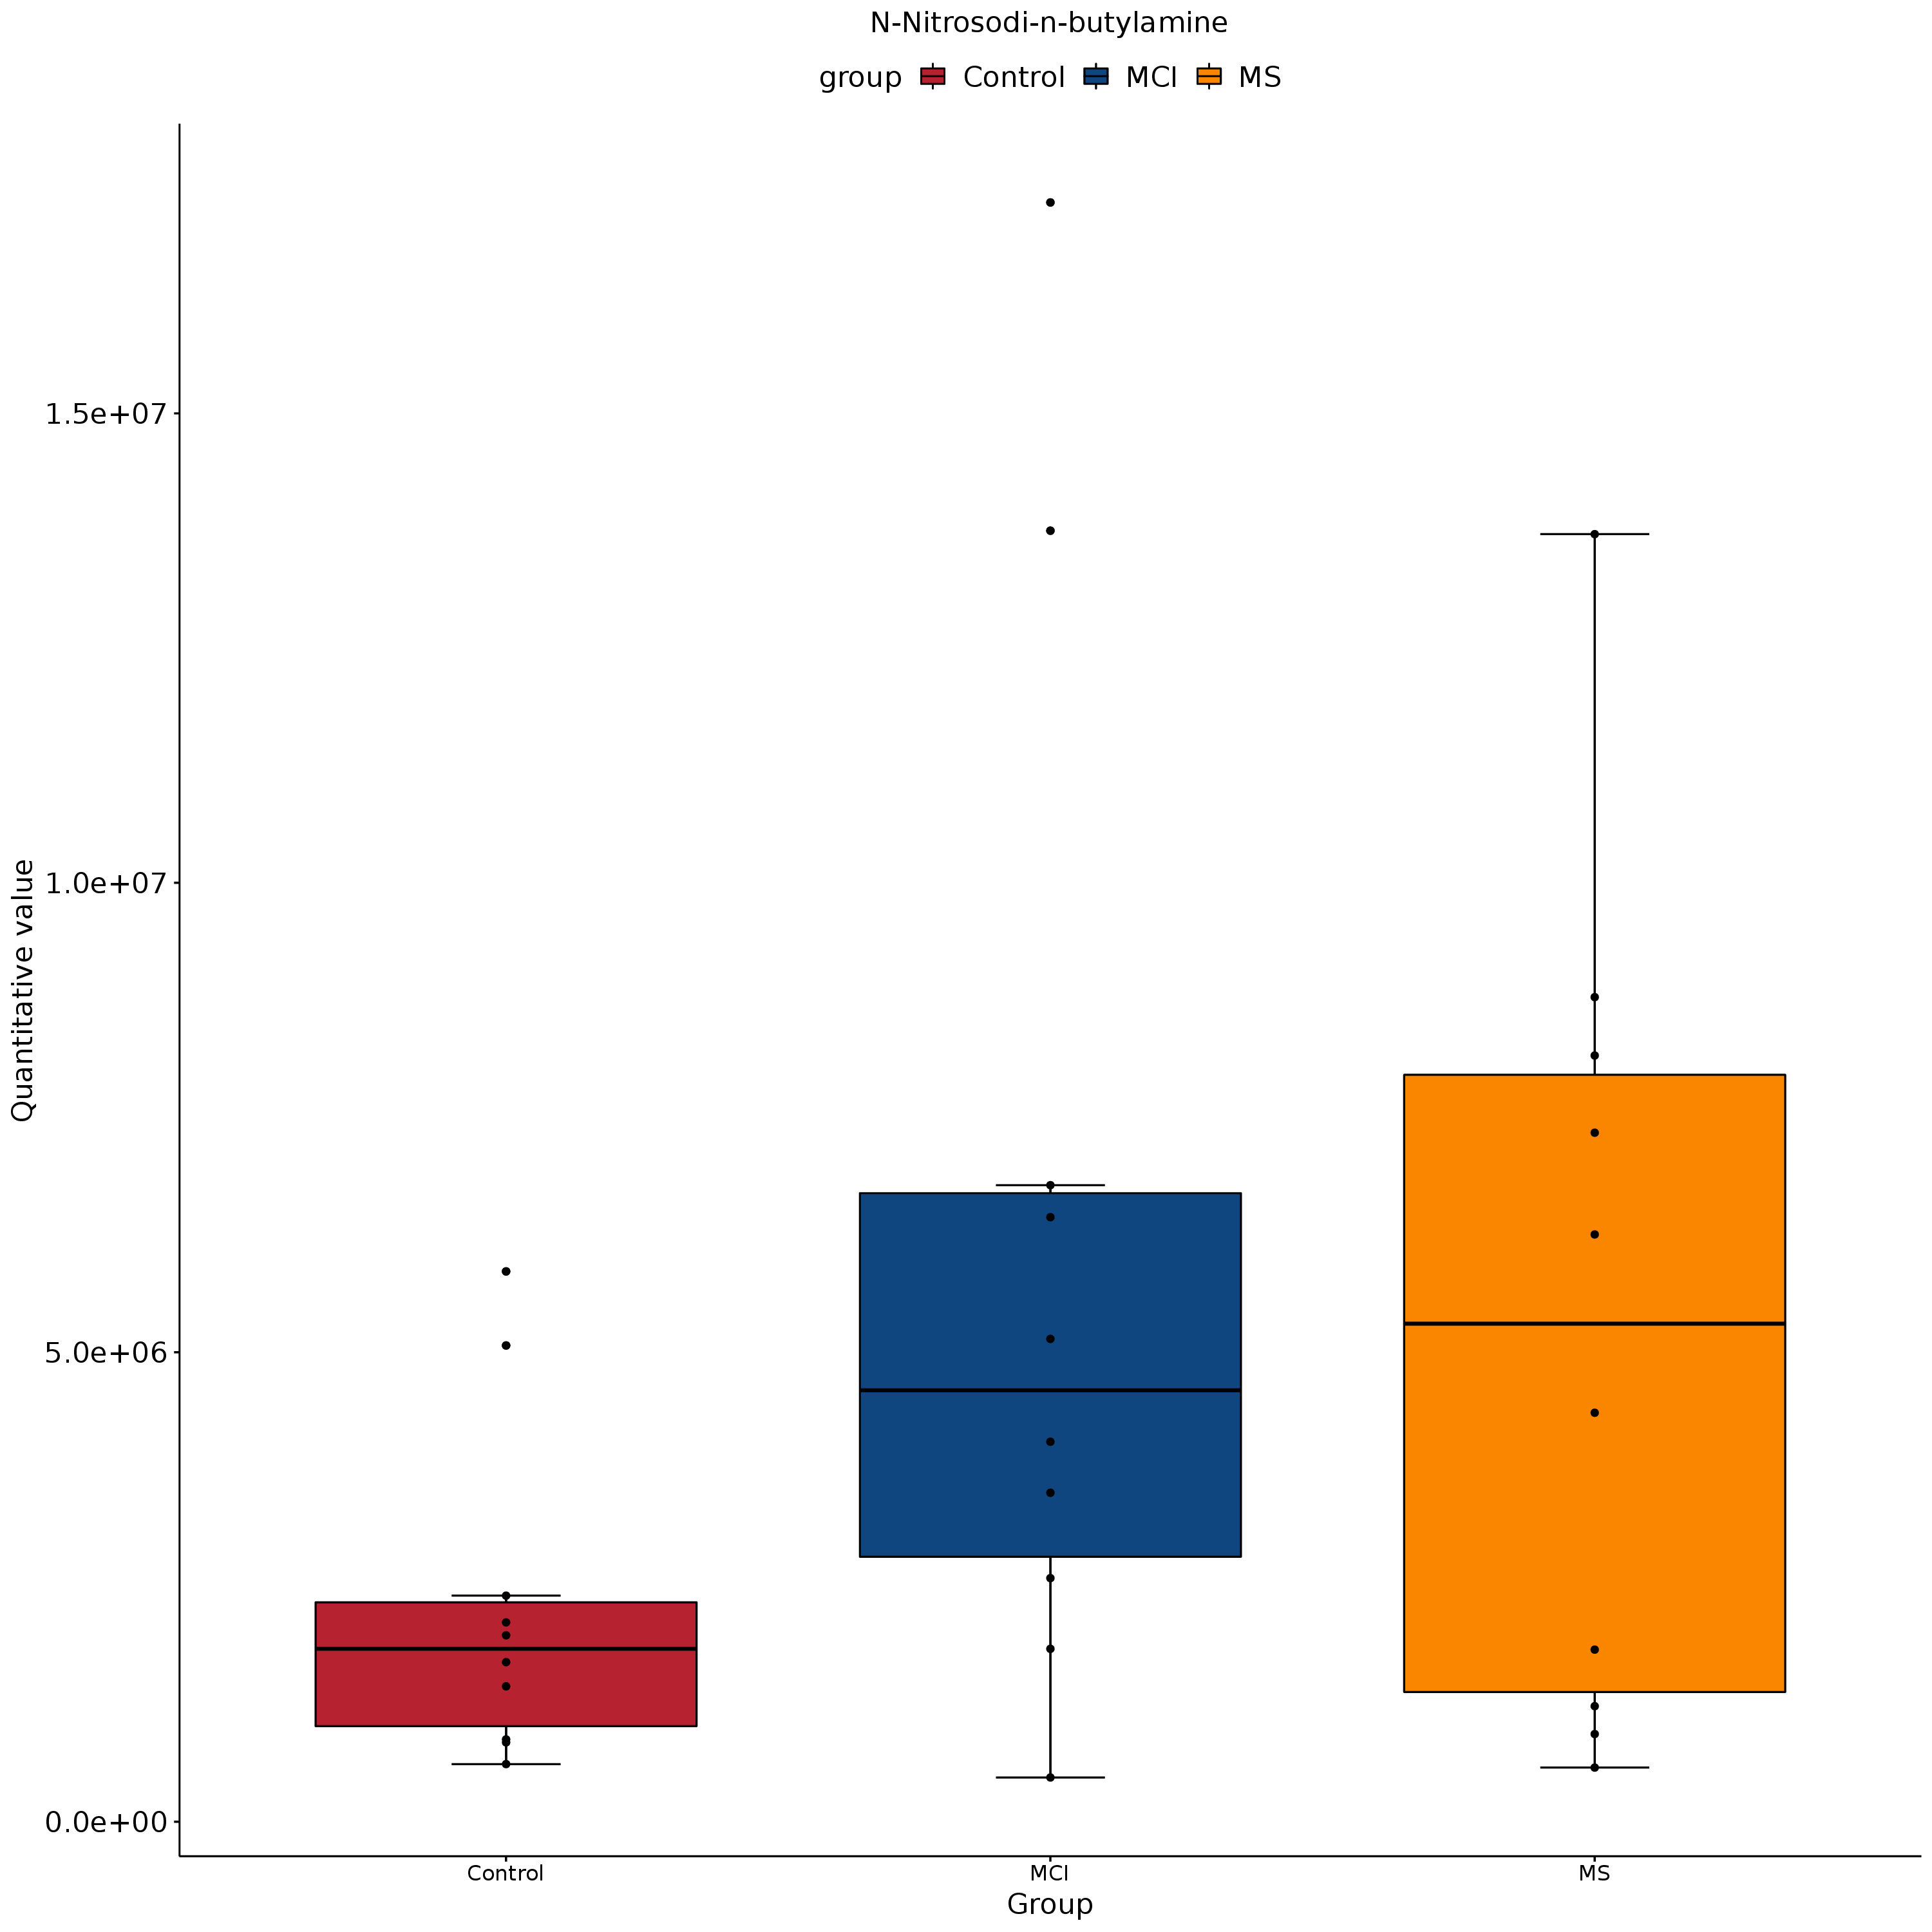 N-Nitrosodi-n-butylamine
group Control MCI MS
Quantitative value
1.5e+07
1.0e+07
5.0e+06
0.0e+00
Control MCI MS
Group